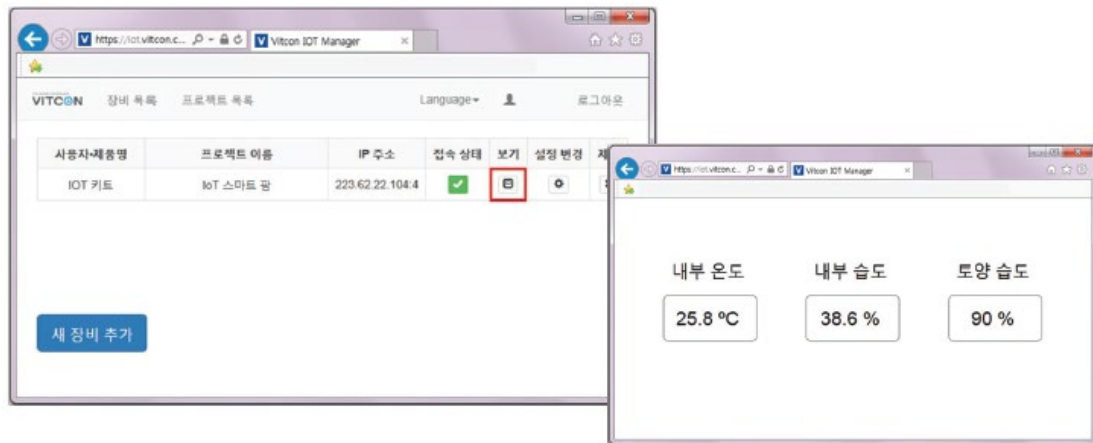 https://iot.vitcon.c...
Vitcon IOT Manager
VITCON 장비 목록 프로젝트 목록 Language 로그아웃
사용자•제품명 프로젝트 이름 IP 주소 접속 상태 보기 설정 변경
IOT 키트 IoT 스마트 팜 223.62.22.104:4
새 장비 추가
https://iot.vitcon.c...
Vitcon IOT Manager
내부 온도 내부 습도 토양 습도
25.8 ºC 38.6 % 90 %